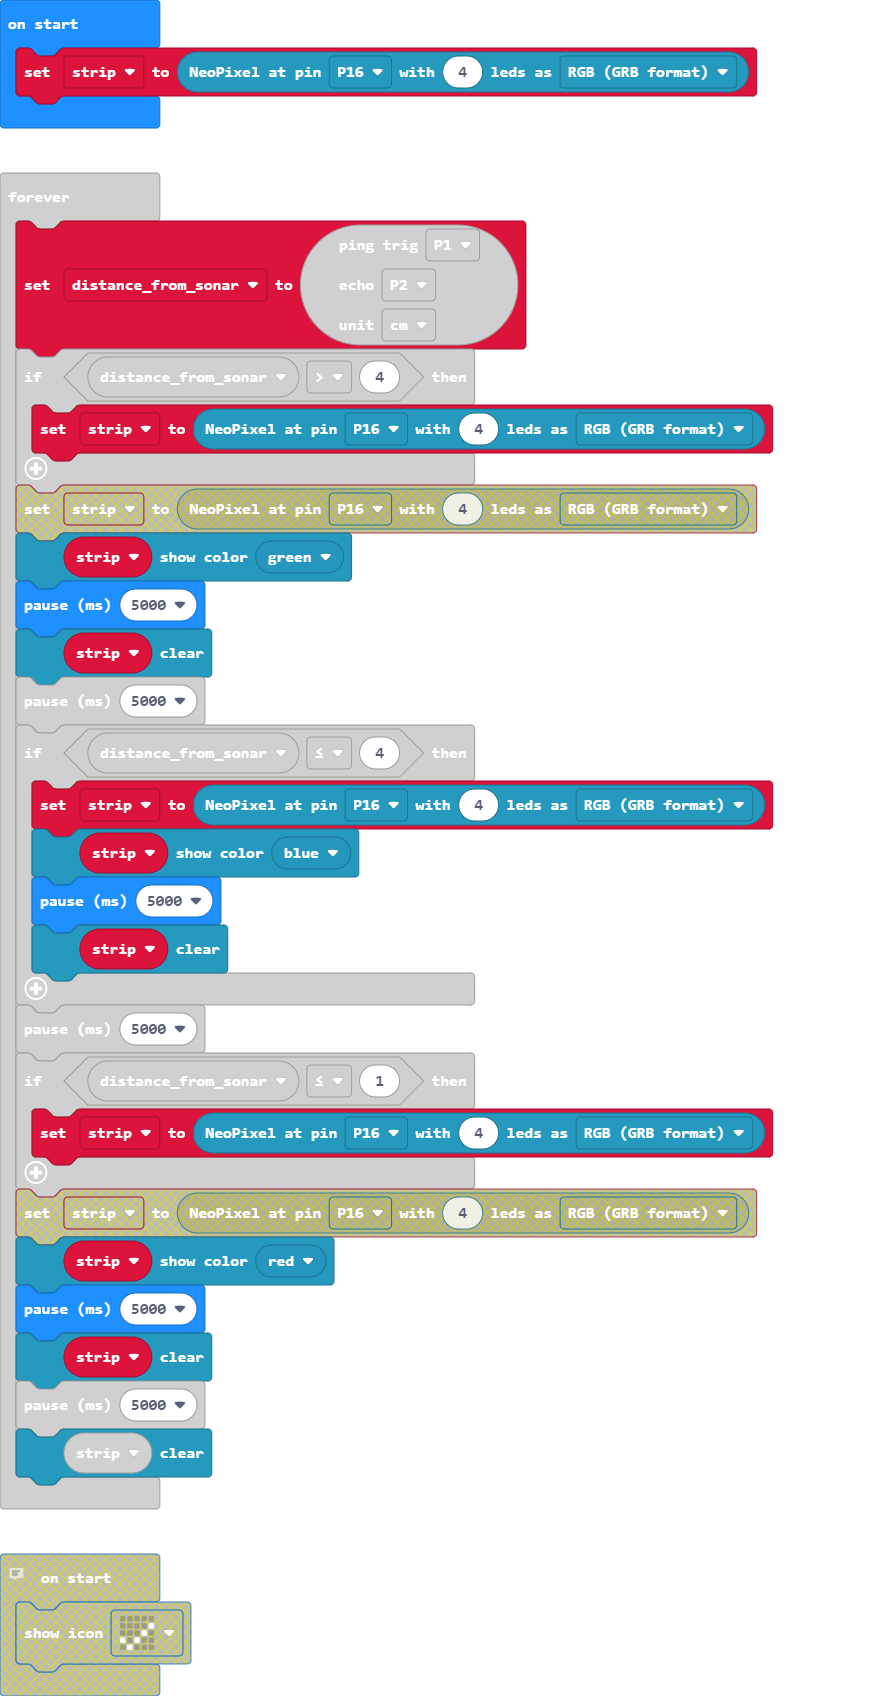 on start
set strip to NeoPixel at pin P16 with 4 leds as RGB (GRB format)
forever
set distance_from_sonar to ping trig P1
echo P2
unit cm
if distance_from_sonar > 4 then
set strip to NeoPixel at pin P16 with 4 leds as RGB (GRB format)
set strip to NeoPixel at pin P16 with 4 leds as RGB (GRB format)
strip show color green
pause (ms) 5000
strip clear
pause (ms) 5000
if distance_from_sonar ≤ 4 then
set strip to NeoPixel at pin P16 with 4 leds as RGB (GRB format)
strip show color blue
pause (ms) 5000
strip clear
pause (ms) 5000
if distance_from_sonar ≤ 1 then
set strip to NeoPixel at pin P16 with 4 leds as RGB (GRB format)
set strip to NeoPixel at pin P16 with 4 leds as RGB (GRB format)
strip show color red
pause (ms) 5000
strip clear
pause (ms) 5000
strip clear
on start
show icon